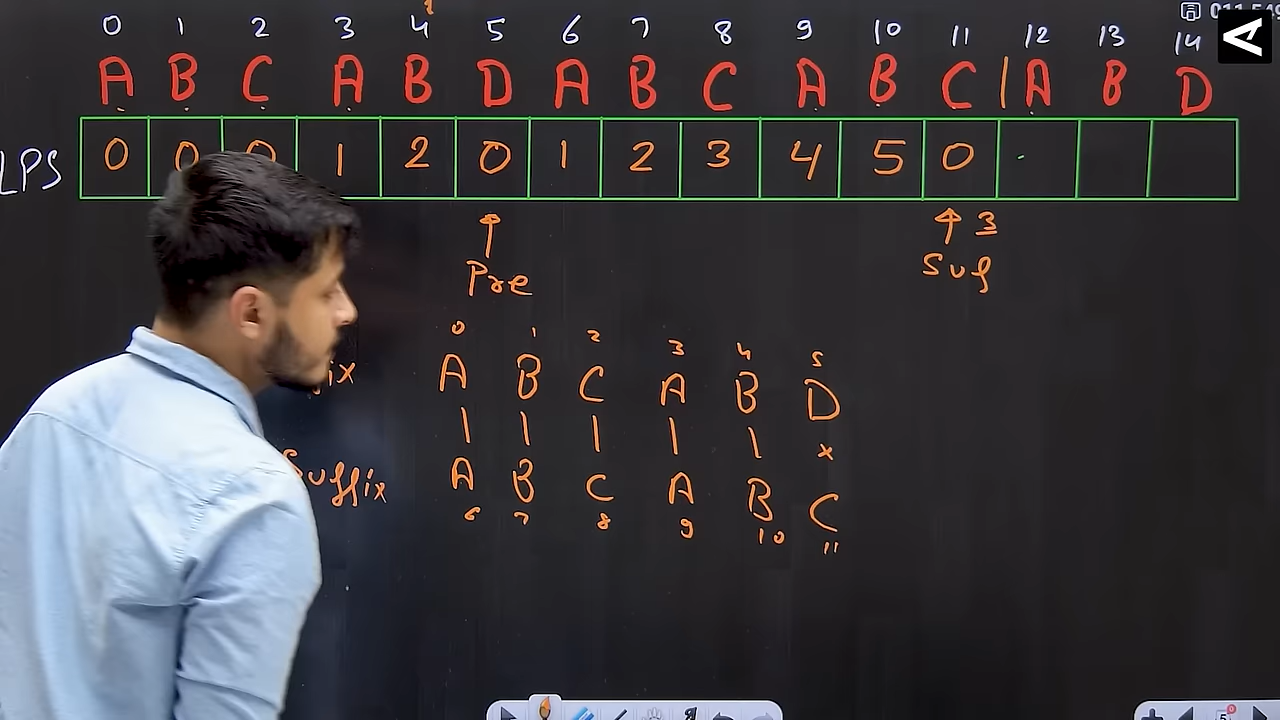 0 1 2 3 4 5 6 7 8 9 10 11 12 13 14
A B C A B D A B C A B C | A B D
LPS 0 0 0 1 2 0 1 2 3 4 5 0
Pre
3
Suf
0 1 2 3 4 5
A B C A B D
x
Suffix A B C A B C
6 7 8 9 10 11